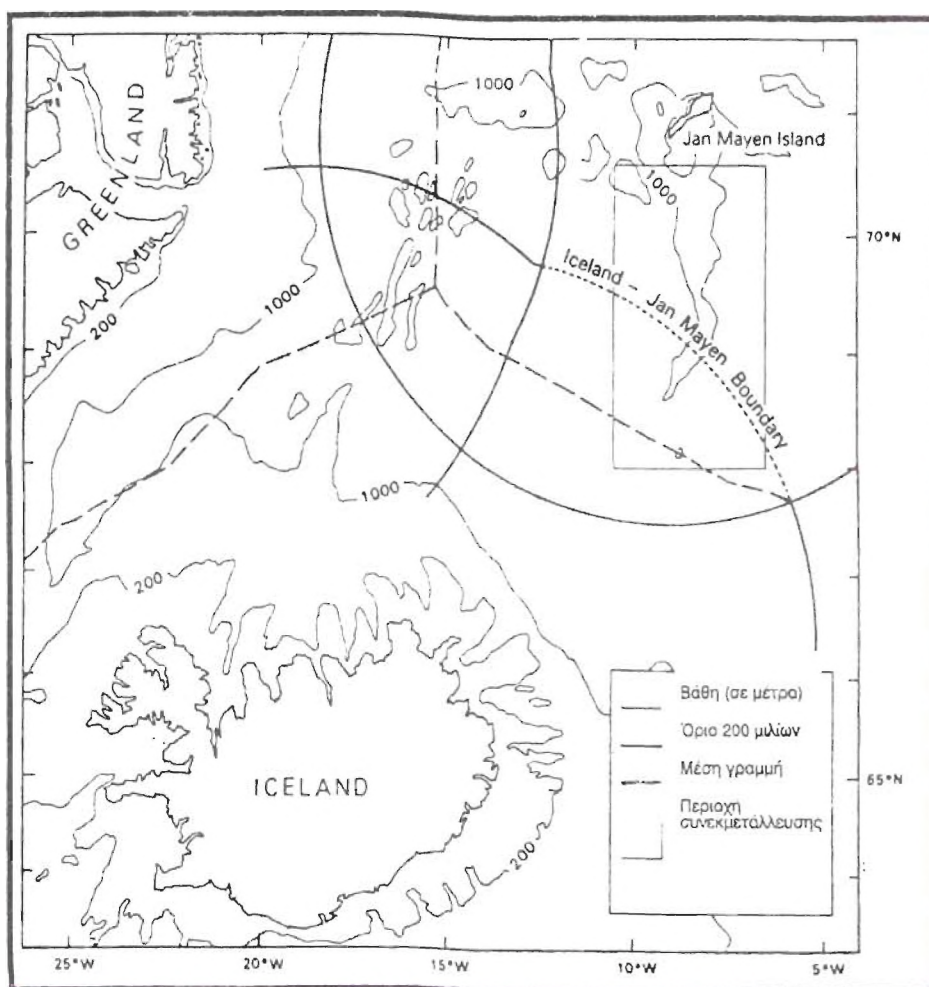 1000
Jan Mayen Island
GREENLAND
1000
70°N
Iceland - Jan Mayen Boundary
1000
200
1000
200
Βάθη (σε μέτρα)
Όριο 200 μιλίων
Μέση γραμμή
65°N
Περιοχη
συνεκμετάλλευσης
ICELAND
200
25°W
20°W
15°W
10°W
5°W